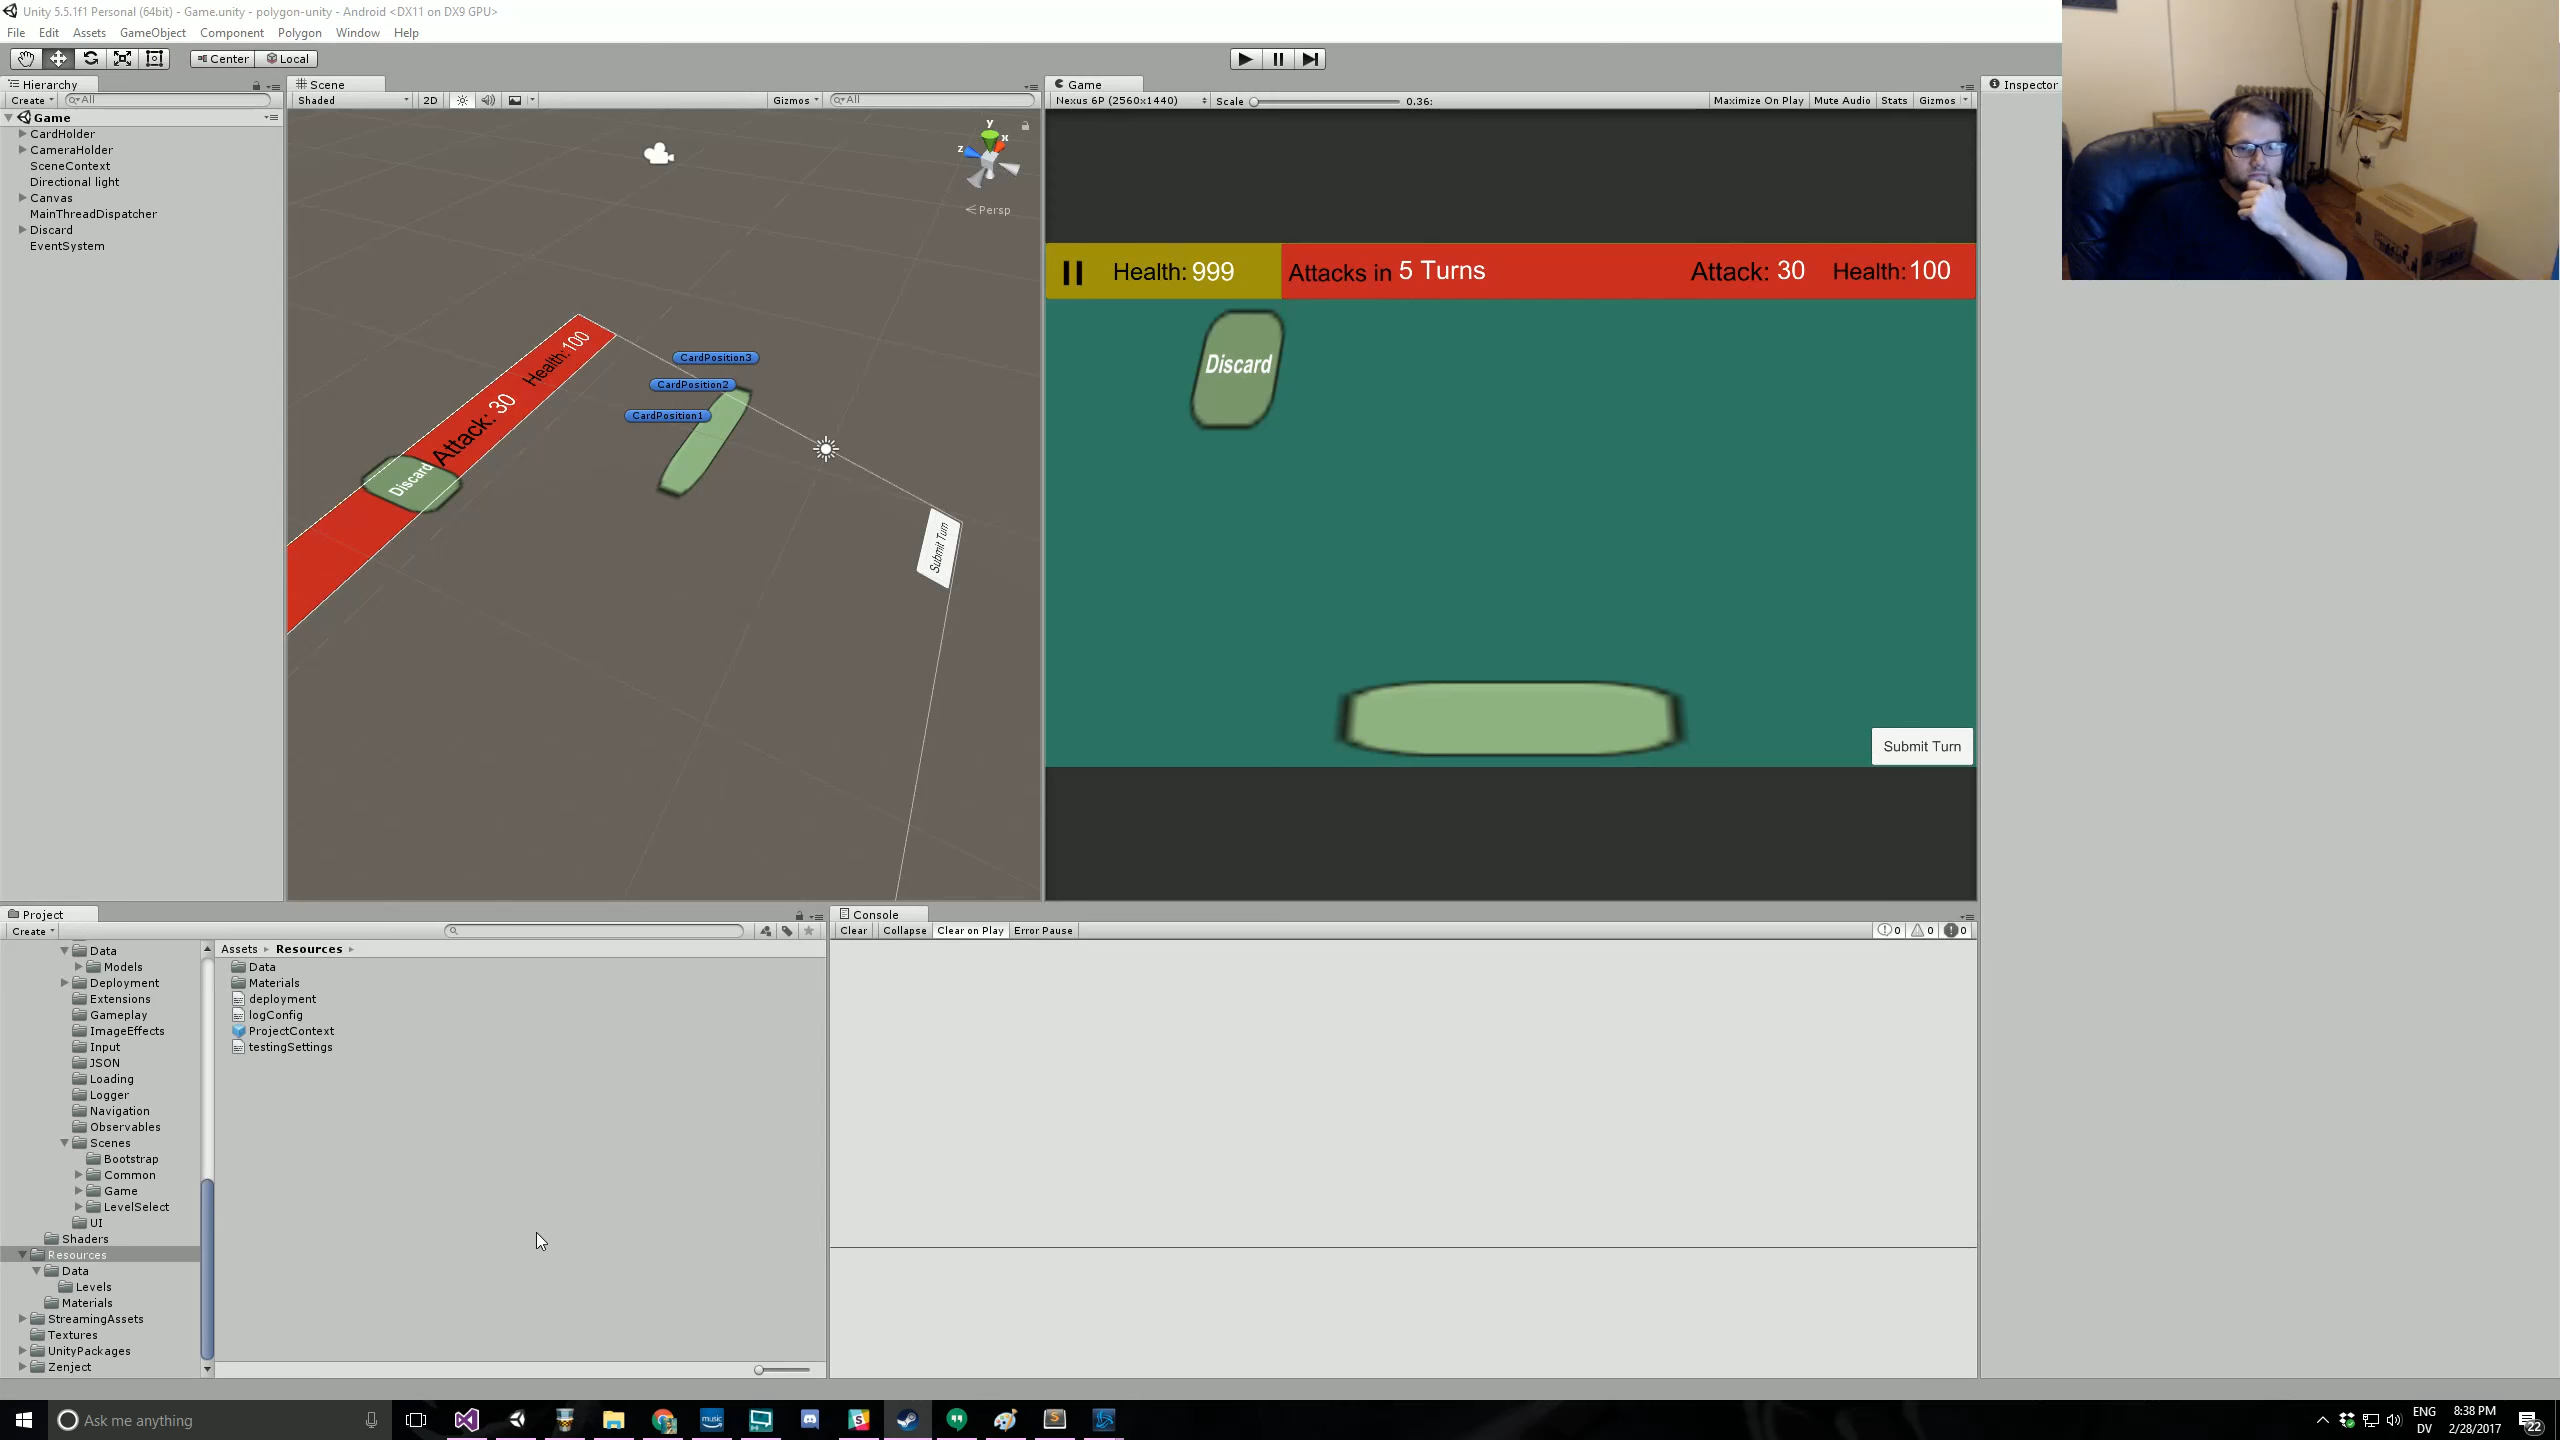 Unity 5.5.1f1 Personal (64bit) - Game.unity - polygon-unity - Android <DX11 on DX9 GPU>
File Edit Assets GameObject Component Polygon Window Help
Center Local
Hierarchy
Create All
Game
CardHolder
CameraHolder
SceneContext
Directional light
Canvas
MainThreadDispatcher
Discard
EventSystem
Scene
Shaded 2D Gizmos All
y
x
z
Persp
CardPosition3
CardPosition2
CardPosition1
Health:100
Attack: 30
Discard
Submit Turn
Game
Nexus 6P (2560x1440) Scale 0.36: Maximize On Play Mute Audio Stats Gizmos
Health: 999 Attacks in 5 Turns Attack: 30 Health:100
Discard
Submit Turn
Inspector
Project
Create
Data
Models
Deployment
Extensions
Gameplay
ImageEffects
Input
JSON
Loading
Logger
Navigation
Observables
Scenes
Bootstrap
Common
Game
LevelSelect
UI
Shaders
Resources
Data
Levels
Materials
StreamingAssets
Textures
UnityPackages
Zenject
Assets Resources
Data
Materials
deployment
logConfig
ProjectContext
testingSettings
Console
Clear Collapse Clear on Play Error Pause 0 0 0
Ask me anything
music
ENG
DV
8:38 PM
2/28/2017
22